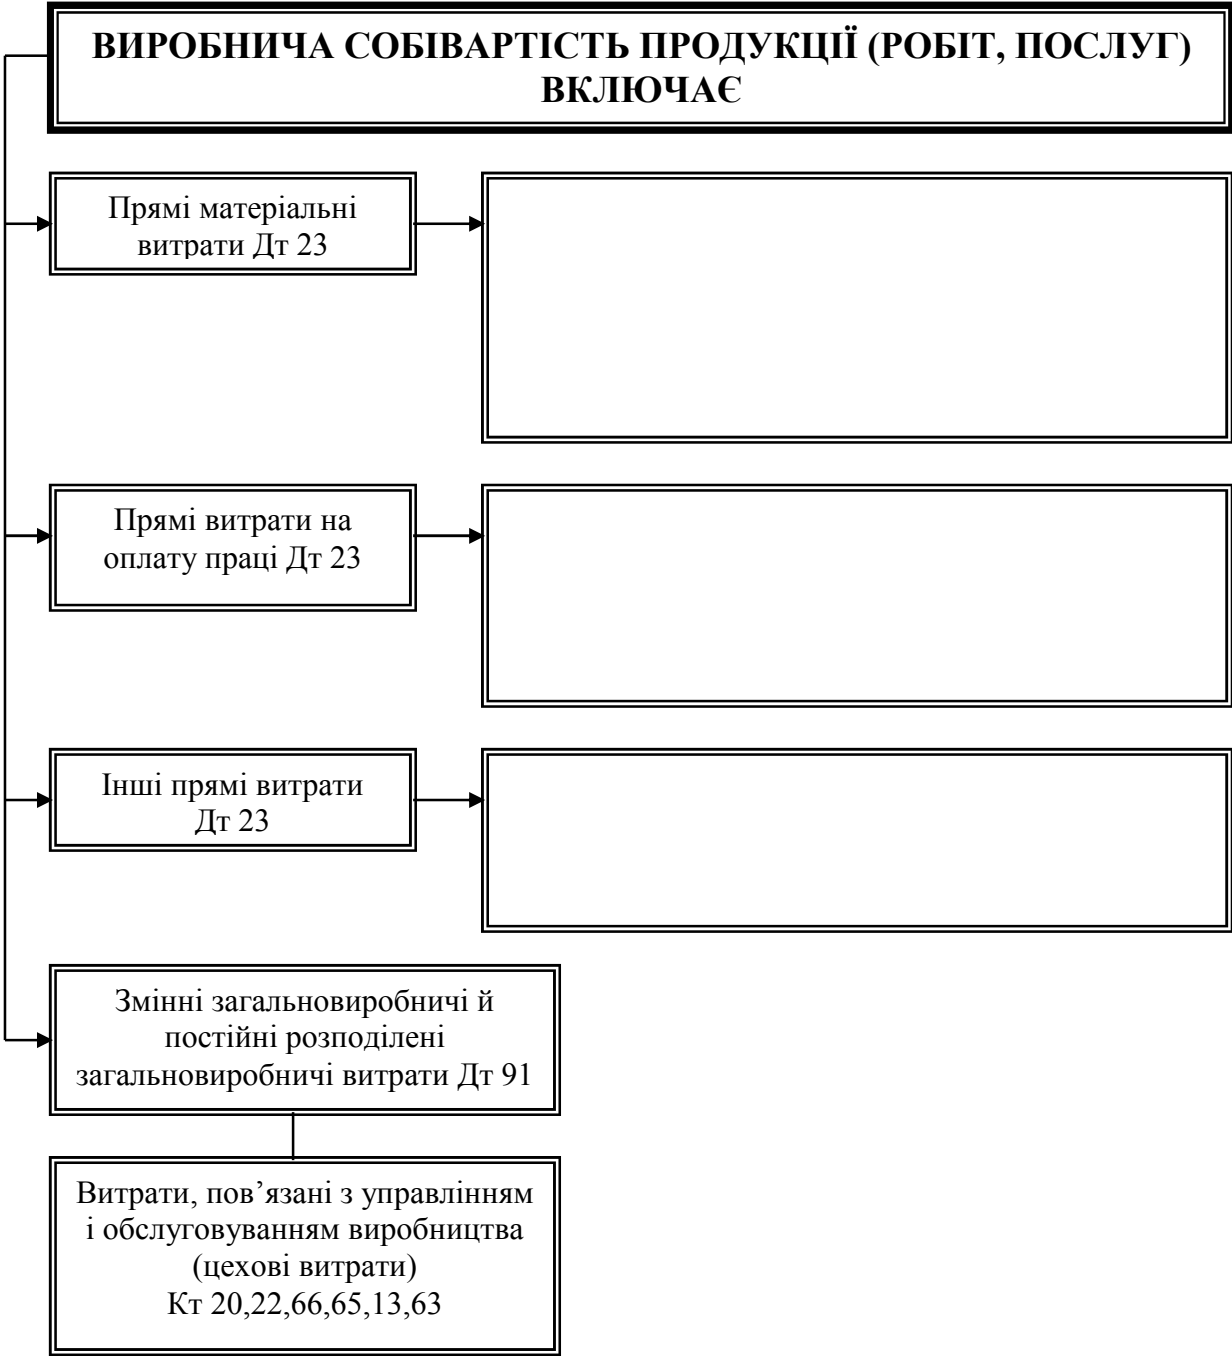 ВИРОБНИЧА СОБІВАРТІСТЬ ПРОДУКЦІЇ (РОБІТ, ПОСЛУГ)
ВКЛЮЧАЄ
Прямі матеріальні
витрати Дт 23
Прямі витрати на
оплату праці Дт 23
Інші прямі витрати
Дт 23
Змінні загальновиробничі й
постійні розподілені
загальновиробничі витрати Дт 91
Витрати, пов’язані з управлінням
і обслуговуванням виробництва
(цехові витрати)
Кт 20,22,66,65,13,63